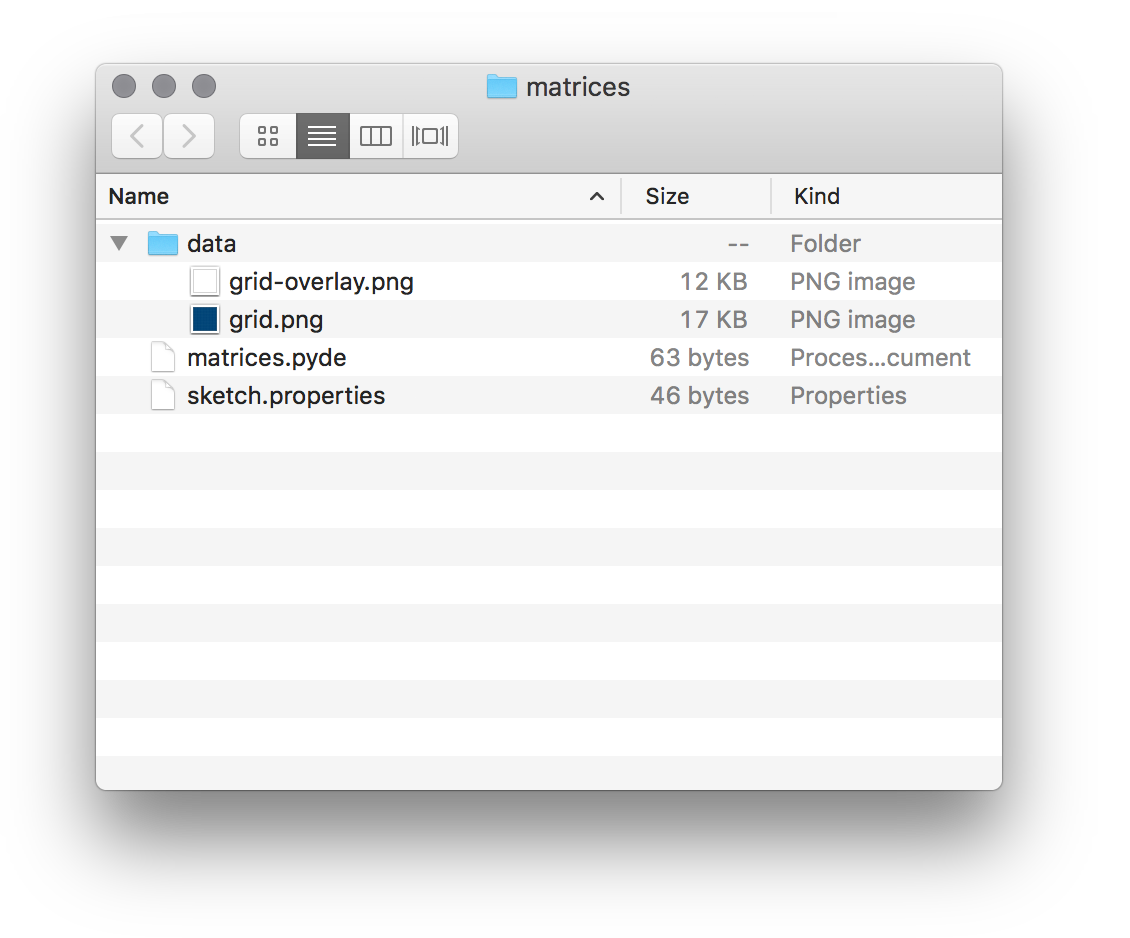 matrices
Name Size Kind
data -- Folder
grid-overlay.png 12 KB PNG image
grid.png 17 KB PNG image
matrices.pyde 63 bytes Proces...cument
sketch.properties 46 bytes Properties